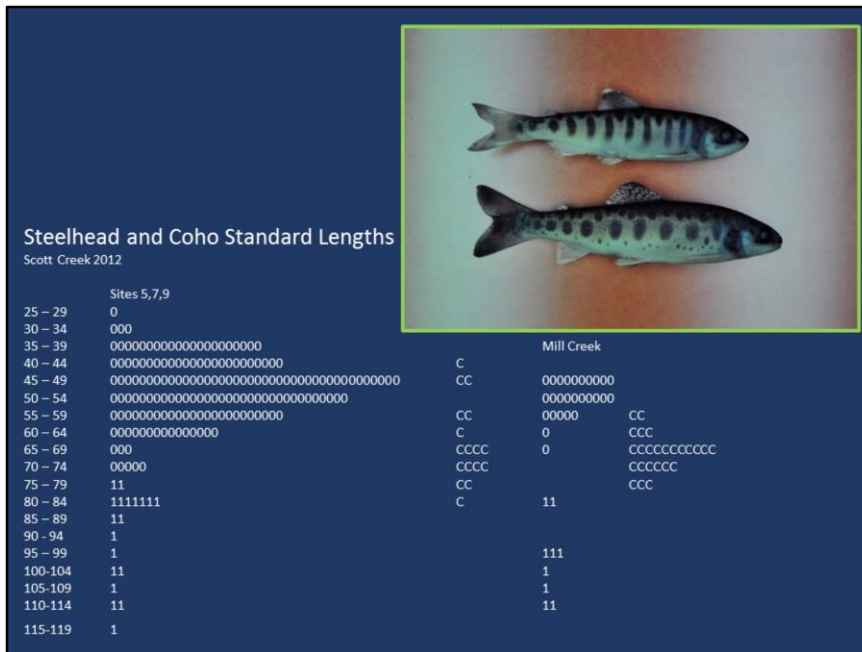 Steelhead and Coho Standard Lengths
Scott Creek 2012
Sites 5,7,9
25 – 29 0
30 – 34 000
35 – 39 000000000000000000000 Mill Creek
40 – 44 000000000000000000000000 C
45 – 49 0000000000000000000000000000000000000000 CC 0000000000
50 – 54 000000000000000000000000000000000 0000000000
55 – 59 000000000000000000000000 CC 00000 CC
60 – 64 000000000000000 C 0 CCC
65 – 69 000 CCCC 0 CCCCCCCCCCC
70 – 74 00000 CCCC CCCCCC
75 – 79 11 CC CCC
80 – 84 1111111 C 11
85 – 89 11
90 - 94 1
95 – 99 1 111
100-104 11 1
105-109 1 1
110-114 11 11
115-119 1